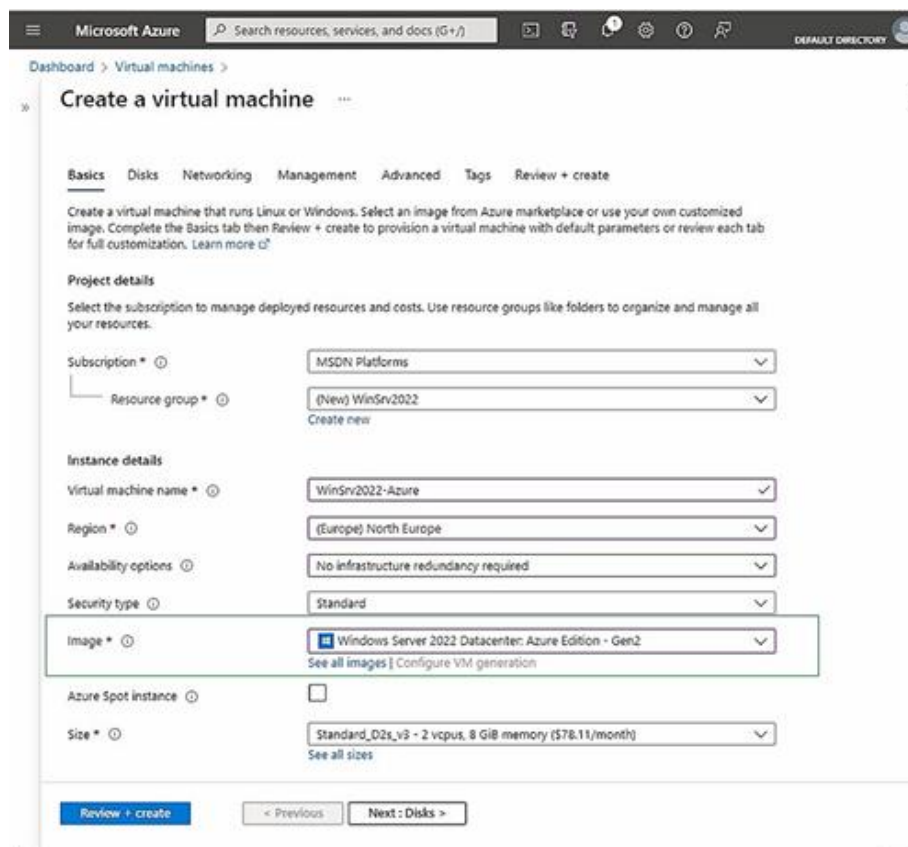 Microsoft Azure
Search resources, services, and docs (G+/)
1
DEFAULT DIRECTORY
Dashboard > Virtual machines >
»
Create a virtual machine ...
Basics Disks Networking Management Advanced Tags Review + create
Create a virtual machine that runs Linux or Windows. Select an image from Azure marketplace or use your own customized
image. Complete the Basics tab then Review + create to provision a virtual machine with default parameters or review each tab
for full customization. Learn more
Project details
Select the subscription to manage deployed resources and costs. Use resource groups like folders to organize and manage all
your resources.
Subscription * MSDN Platforms
Resource group * (New) WinSrv2022
Create new
Instance details
Virtual machine name * WinSrv2022-Azure
Region * (Europe) North Europe
Availability options No infrastructure redundancy required
Security type Standard
Image * Windows Server 2022 Datacenter: Azure Edition - Gen2
See all images | Configure VM generation
Azure Spot instance
Size * Standard_D2s_v3 - 2 vcpus, 8 GiB memory ($78.11/month)
See all sizes
Review + create < Previous Next : Disks >